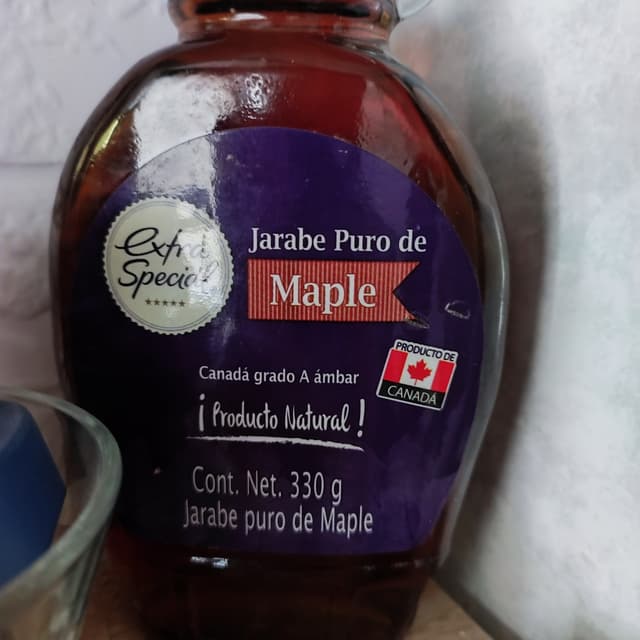 Extra
Special
Jarabe Puro de
Maple
PRODUCTO DE
CANADÁ
Canadá grado A ámbar
¡Producto Natural!
Cont. Net. 330 g
Jarabe puro de Maple